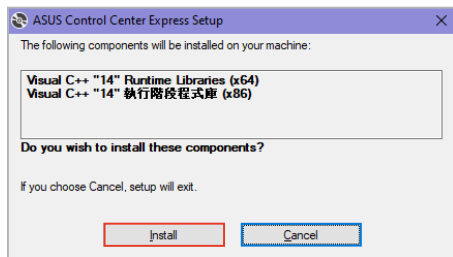 ASUS Control Center Express Setup
The following components will be installed on your machine:
Visual C++ "14" Runtime Libraries (x64)
Visual C++ "14" 執行階段程式庫 (x86)
Do you wish to install these components?
If you choose Cancel, setup will exit.
Install
Cancel